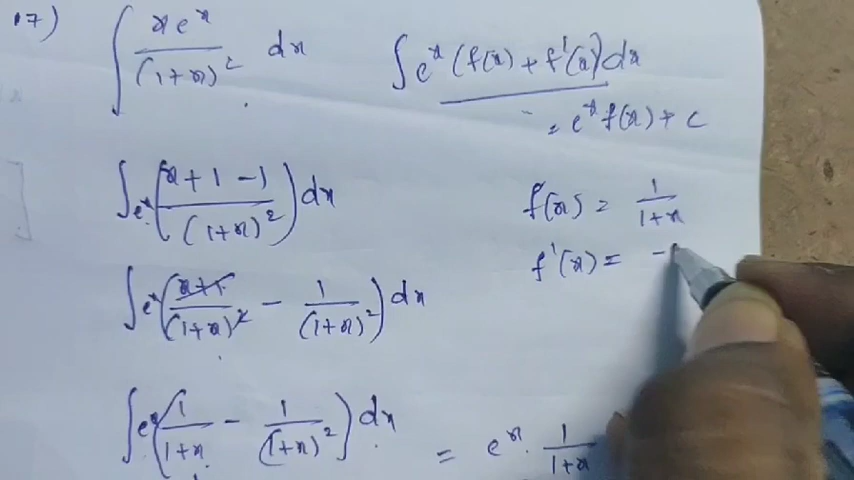 17) ∫ x e^x / (1+x)^2 dx
∫ e^x (f(x) + f'(x)) dx
= e^x f(x) + c
∫ e^x ( (x + 1 - 1) / (1+x)^2 ) dx
f(x) = 1 / (1+x)
f'(x) = -
∫ e^x ( (x+1) / (1+x)^2 - 1 / (1+x)^2 ) dx
∫ e^x ( 1 / (1+x) - 1 / (1+x)^2 ) dx
= e^x . 1 / (1+x)